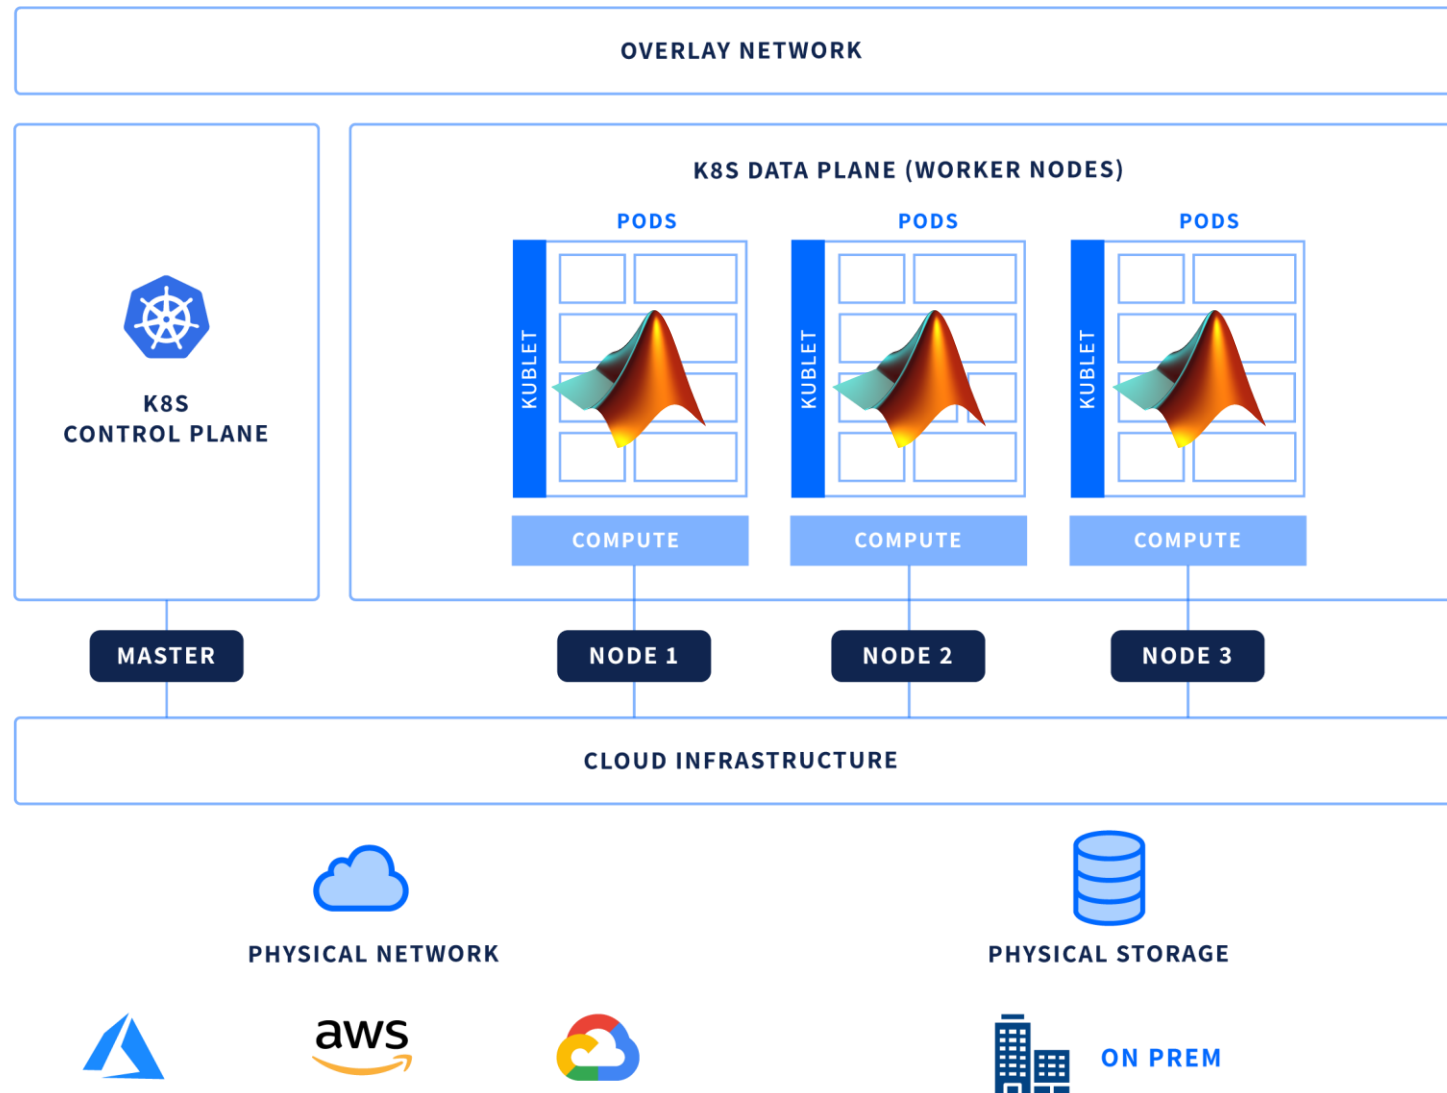 OVERLAY NETWORK
K8S DATA PLANE (WORKER NODES)
PODS
PODS
PODS
KUBLET
KUBLET
KUBLET
K8S
CONTROL PLANE
COMPUTE
COMPUTE
COMPUTE
MASTER
NODE 1
NODE 2
NODE 3
CLOUD INFRASTRUCTURE
PHYSICAL NETWORK
PHYSICAL STORAGE
aws
ON PREM